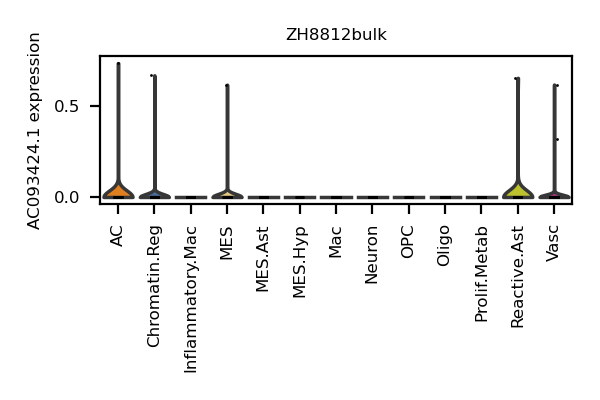 ZH8812bulk
AC093424.1 expression
0.5
0.0
AC
Chromatin.Reg
Inflammatory.Mac
MES
MES.Ast
MES.Hyp
Mac
Neuron
OPC
Oligo
Prolif.Metab
Reactive.Ast
Vasc